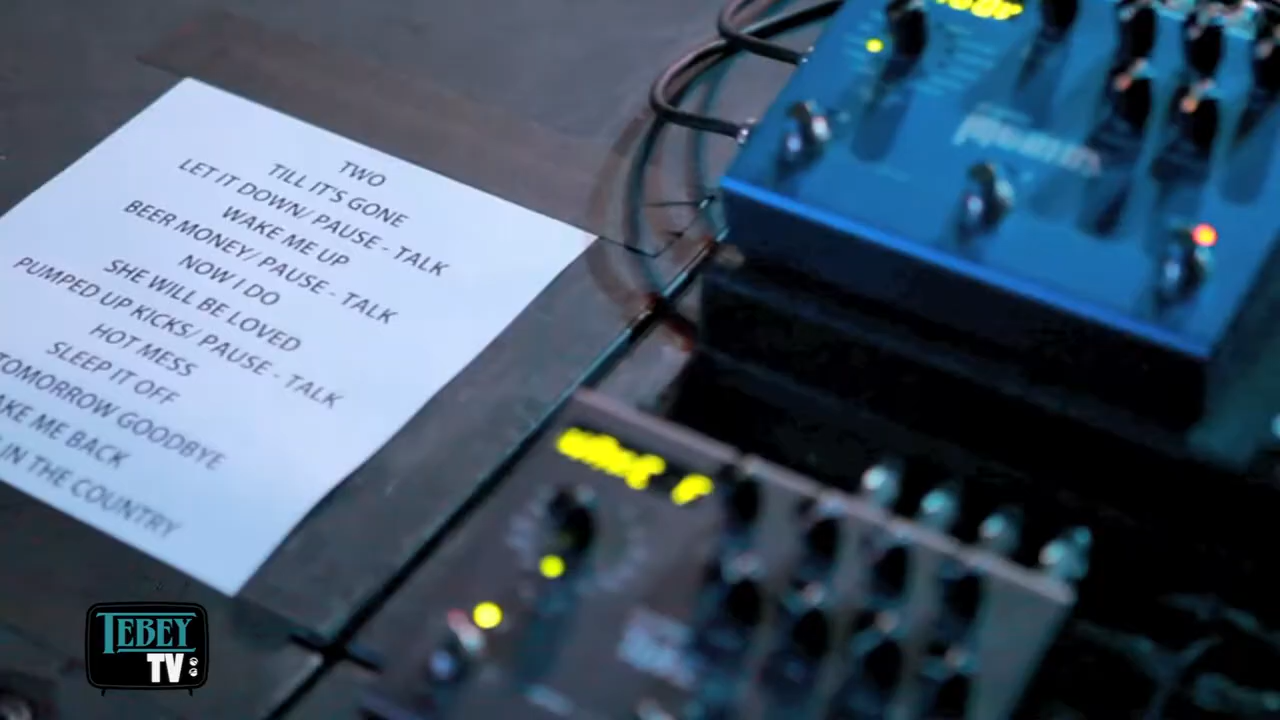 TWO
TILL IT'S GONE
LET IT DOWN/ PAUSE - TALK
WAKE ME UP
BEER MONEY/ PAUSE - TALK
NOW I DO
SHE WILL BE LOVED
PUMPED UP KICKS/ PAUSE - TALK
HOT MESS
SLEEP IT OFF
TOMORROW GOODBYE
ME BACK
IN THE COUNTRY
TEBEY
TV